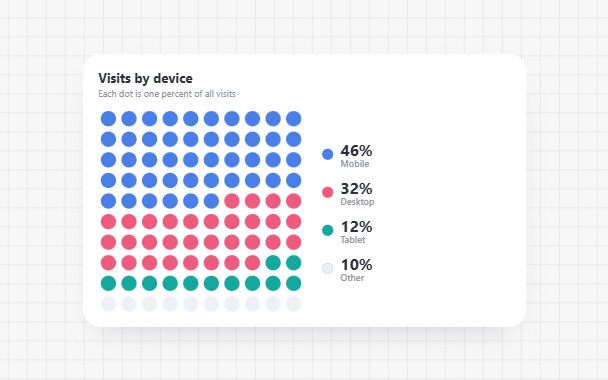 Visits by device
Each dot is one percent of all visits
46%
Mobile
32%
Desktop
12%
Tablet
10%
Other